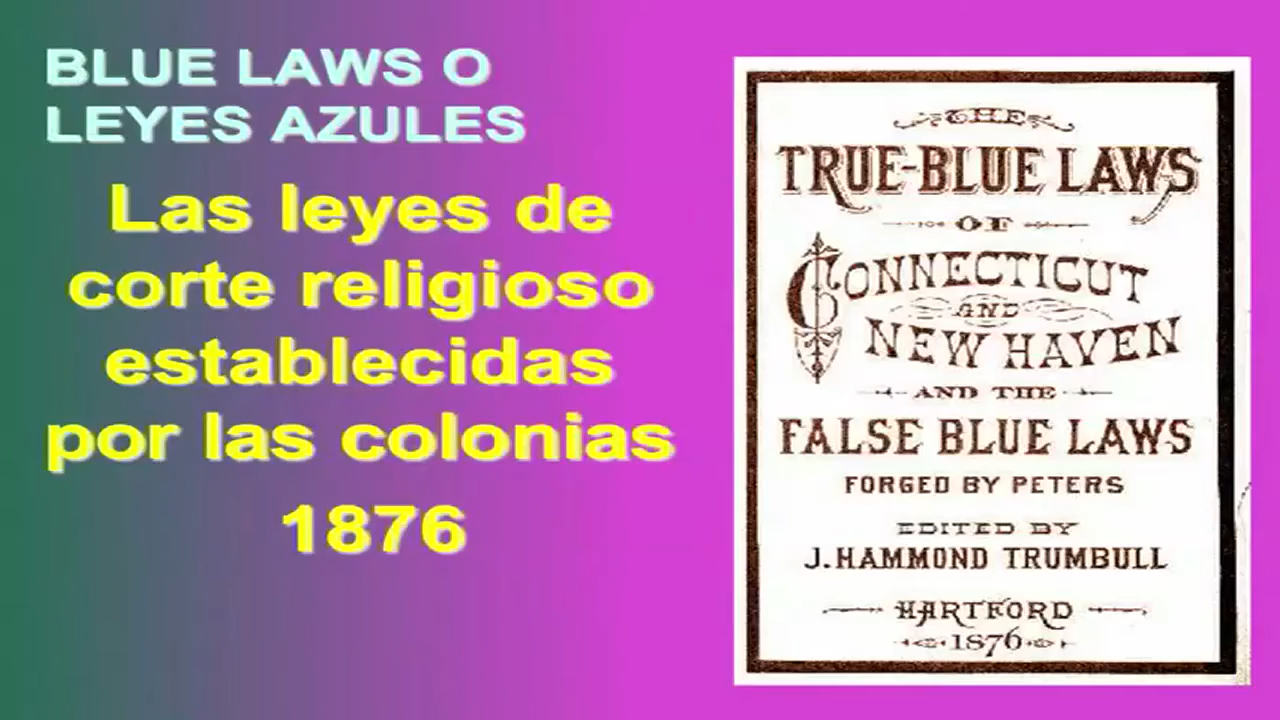 BLUE LAWS O
LEYES AZULES
Las leyes de
corte religioso
establecidas
por las colonias
1876
THE
TRUE-BLUE LAWS
OF
CONNECTICUT
AND
NEW HAVEN
AND THE
FALSE BLUE LAWS
FORGED BY PETERS
EDITED BY
J. HAMMOND TRUMBULL
HARTFORD
1876